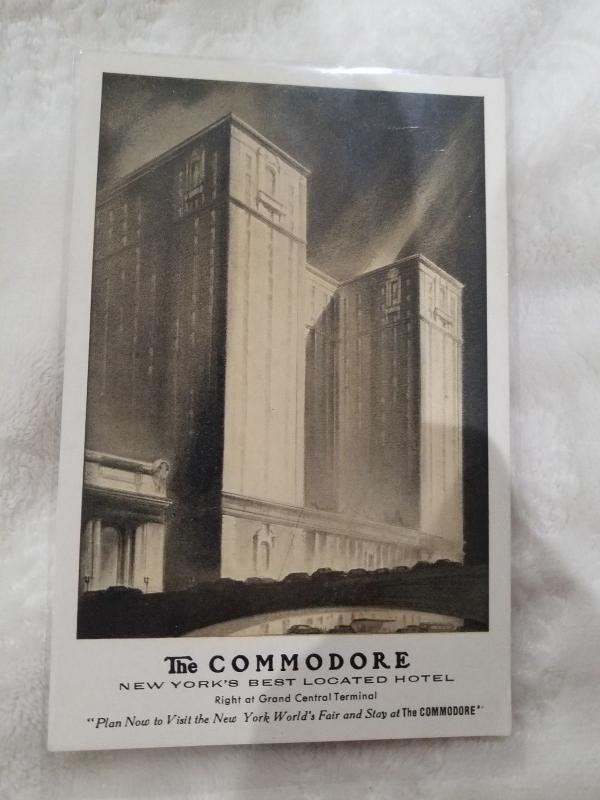 The COMMODORE
NEW YORK'S BEST LOCATED HOTEL
Right at Grand Central Terminal
"Plan Now to Visit the New York World's Fair and Stay at The COMMODORE"